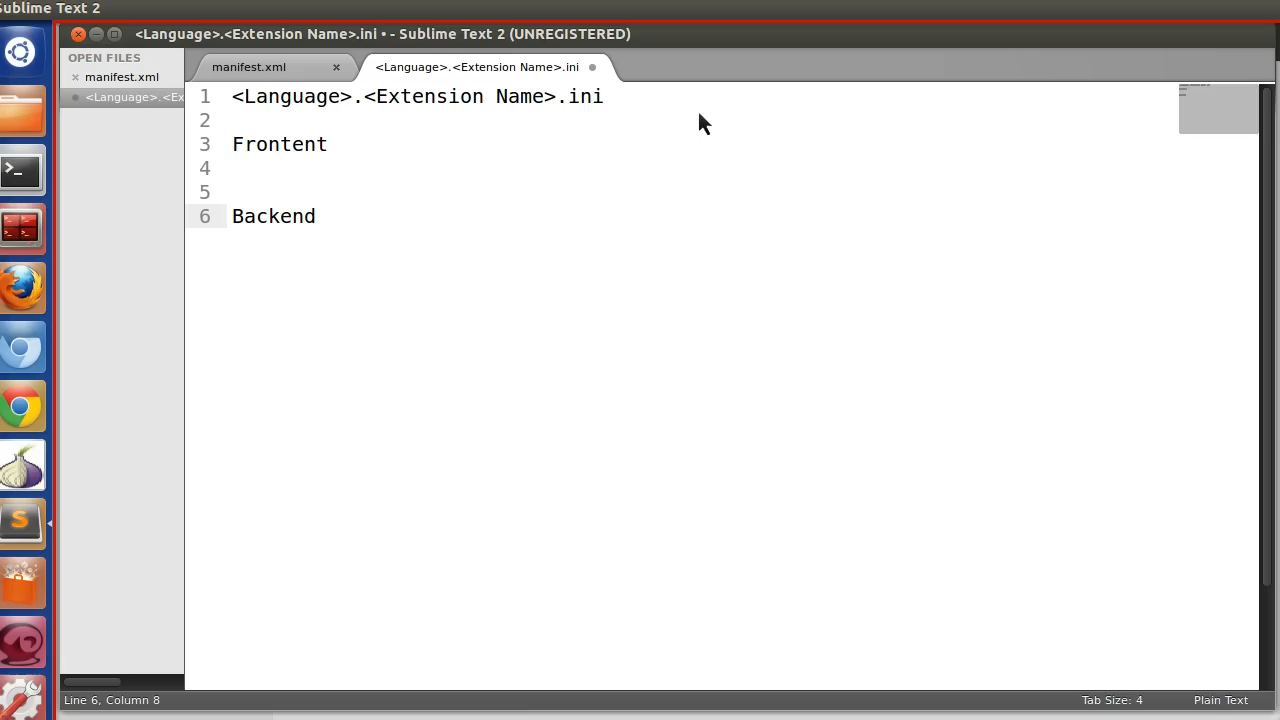 Sublime Text 2
<Language>.<Extension Name>.ini • - Sublime Text 2 (UNREGISTERED)
OPEN FILES
manifest.xml
<Language>.<Ex
manifest.xml
<Language>.<Extension Name>.ini
1 <Language>.<Extension Name>.ini
2
3 Frontent
4
5
6 Backend
Line 6, Column 8
Tab Size: 4
Plain Text